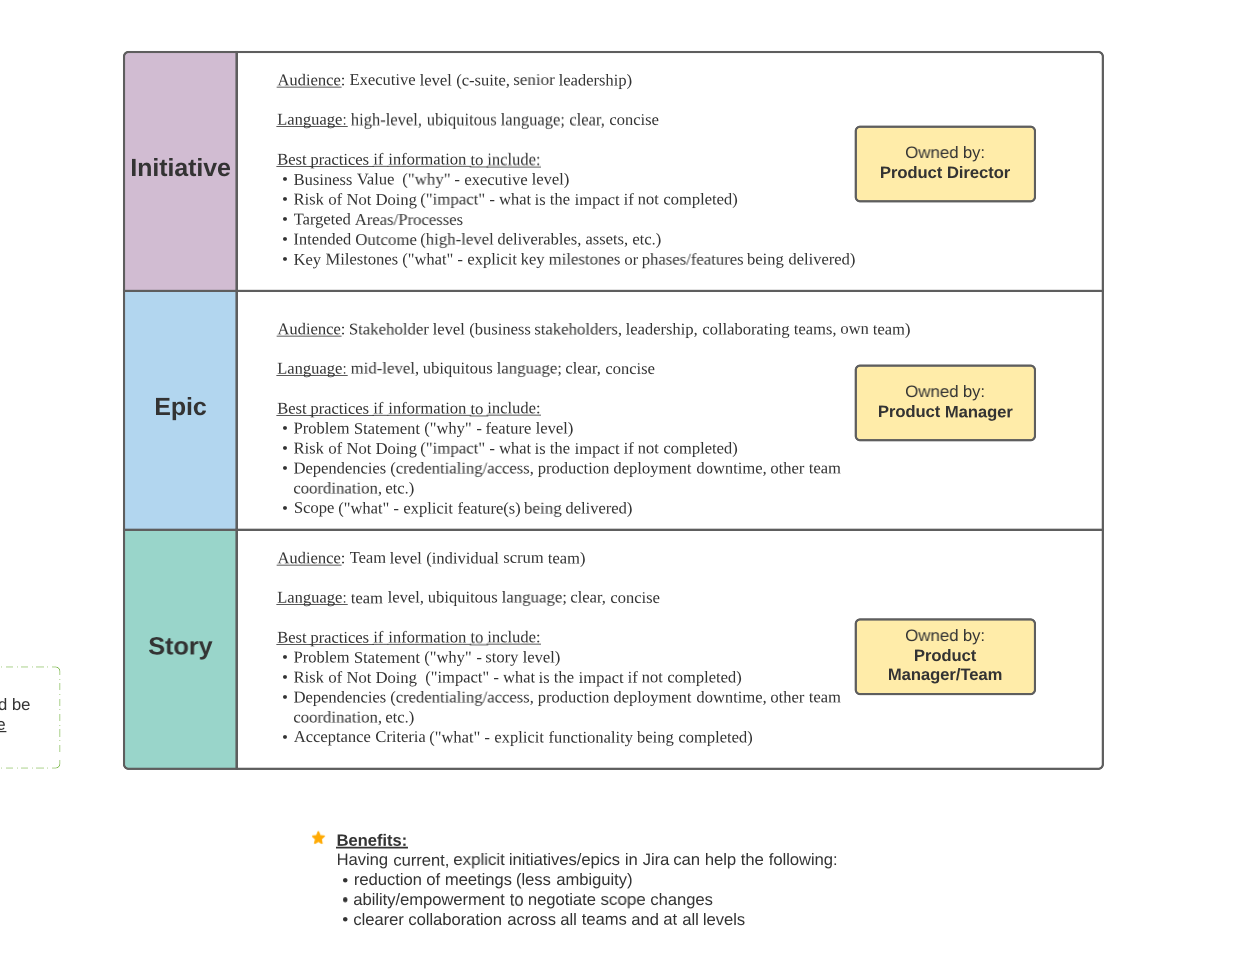 Initiative
Audience: Executive level (c-suite, senior leadership)
Language: high-level, ubiquitous language; clear, concise
Best practices if information to include:
• Business Value ("why" - executive level)
• Risk of Not Doing ("impact" - what is the impact if not completed)
• Targeted Areas/Processes
• Intended Outcome (high-level deliverables, assets, etc.)
• Key Milestones ("what" - explicit key milestones or phases/features being delivered)
Owned by:
Product Director
Epic
Audience: Stakeholder level (business stakeholders, leadership, collaborating teams, own team)
Language: mid-level, ubiquitous language; clear, concise
Best practices if information to include:
• Problem Statement ("why" - feature level)
• Risk of Not Doing ("impact" - what is the impact if not completed)
• Dependencies (credentialing/access, production deployment downtime, other team
coordination, etc.)
• Scope ("what" - explicit feature(s) being delivered)
Owned by:
Product Manager
Story
Audience: Team level (individual scrum team)
Language: team level, ubiquitous language; clear, concise
Best practices if information to include:
• Problem Statement ("why" - story level)
• Risk of Not Doing ("impact" - what is the impact if not completed)
• Dependencies (credentialing/access, production deployment downtime, other team
coordination, etc.)
• Acceptance Criteria ("what" - explicit functionality being completed)
Owned by:
Product
Manager/Team
d be
e
Benefits:
Having current, explicit initiatives/epics in Jira can help the following:
• reduction of meetings (less ambiguity)
• ability/empowerment to negotiate scope changes
• clearer collaboration across all teams and at all levels